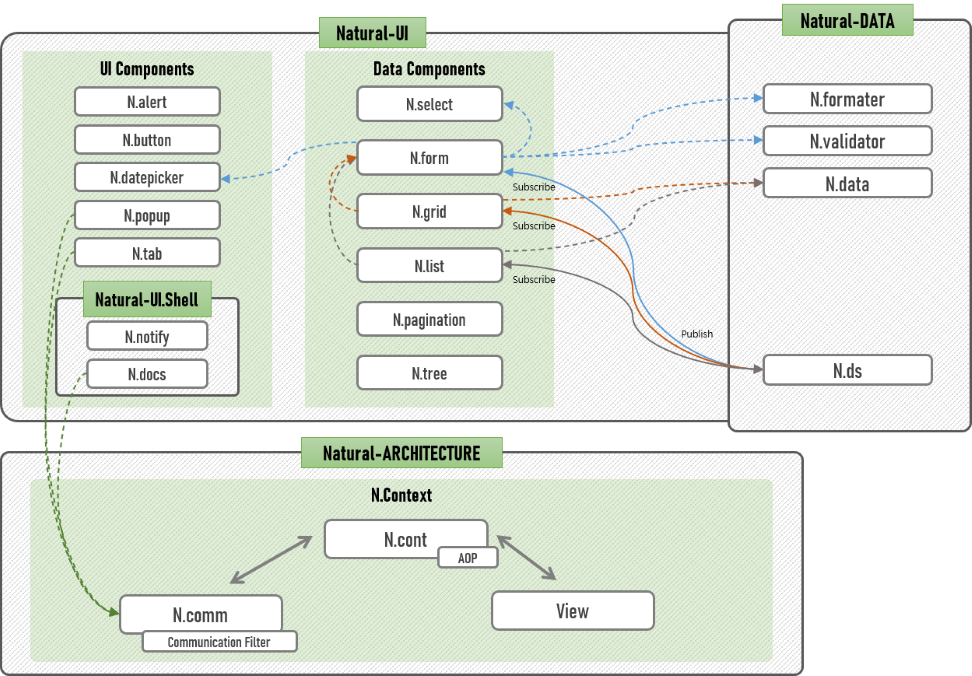 Natural-UI
Natural-DATA
UI Components
N.alert
N.button
N.datepicker
N.popup
N.tab
Natural-UI.Shell
N.notify
N.docs
Data Components
N.select
N.form
N.grid
N.list
N.pagination
N.tree
Subscribe
Subscribe
Subscribe
Publish
N.formater
N.validator
N.data
N.ds
Natural-ARCHITECTURE
N.Context
N.cont
AOP
N.comm
Communication Filter
View